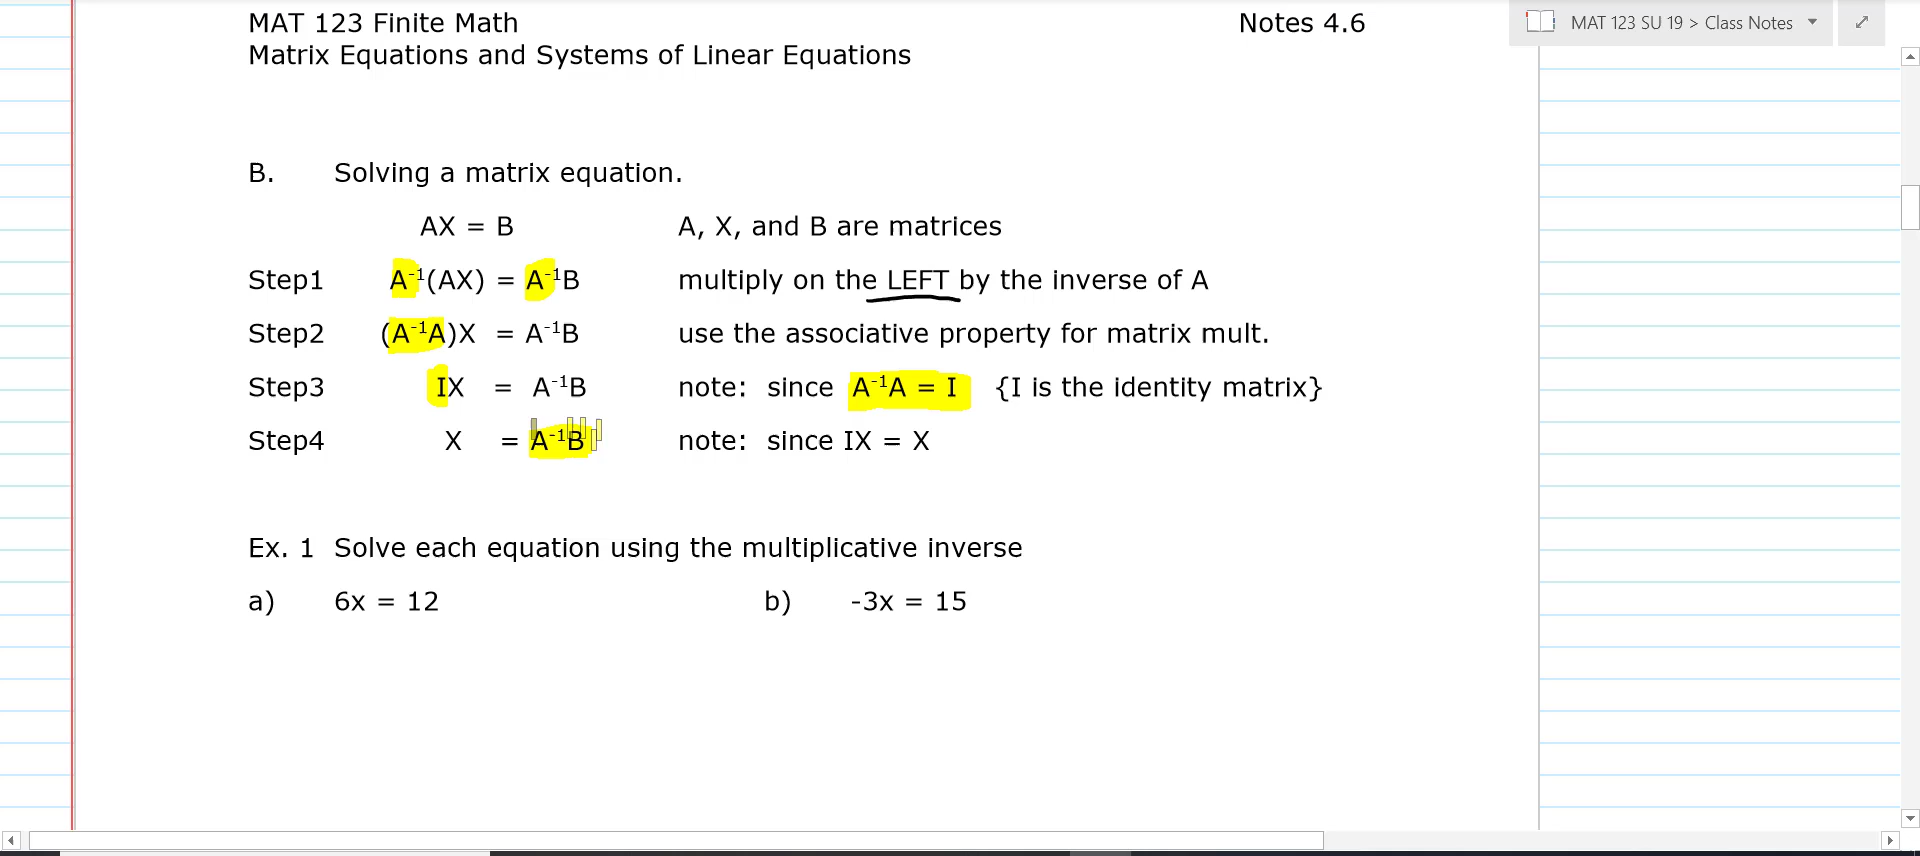 MAT 123 Finite Math Notes 4.6
MAT 123 SU 19 > Class Notes
Matrix Equations and Systems of Linear Equations
B. Solving a matrix equation.
AX = B A, X, and B are matrices
Step1 A⁻¹(AX) = A⁻¹B multiply on the LEFT by the inverse of A
Step2 (A⁻¹A)X = A⁻¹B use the associative property for matrix mult.
Step3 IX = A⁻¹B note: since A⁻¹A = I {I is the identity matrix}
Step4 X = A⁻¹B note: since IX = X
Ex. 1 Solve each equation using the multiplicative inverse
a) 6x = 12 b) -3x = 15